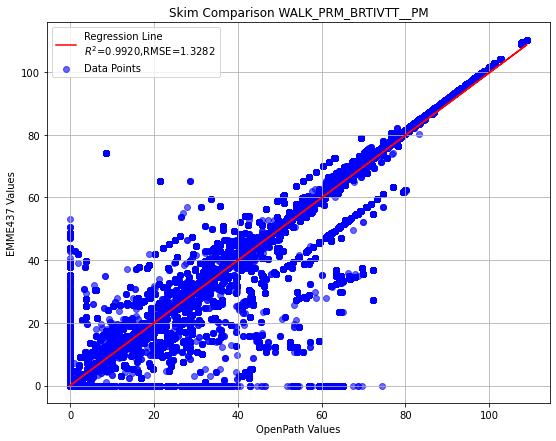 Skim Comparison WALK_PRM_BRTIVTT__PM
Regression Line
R²=0.9920,RMSE=1.3282
Data Points
EMME437 Values
100
80
60
40
20
0
0 20 40 60 80 100
OpenPath Values